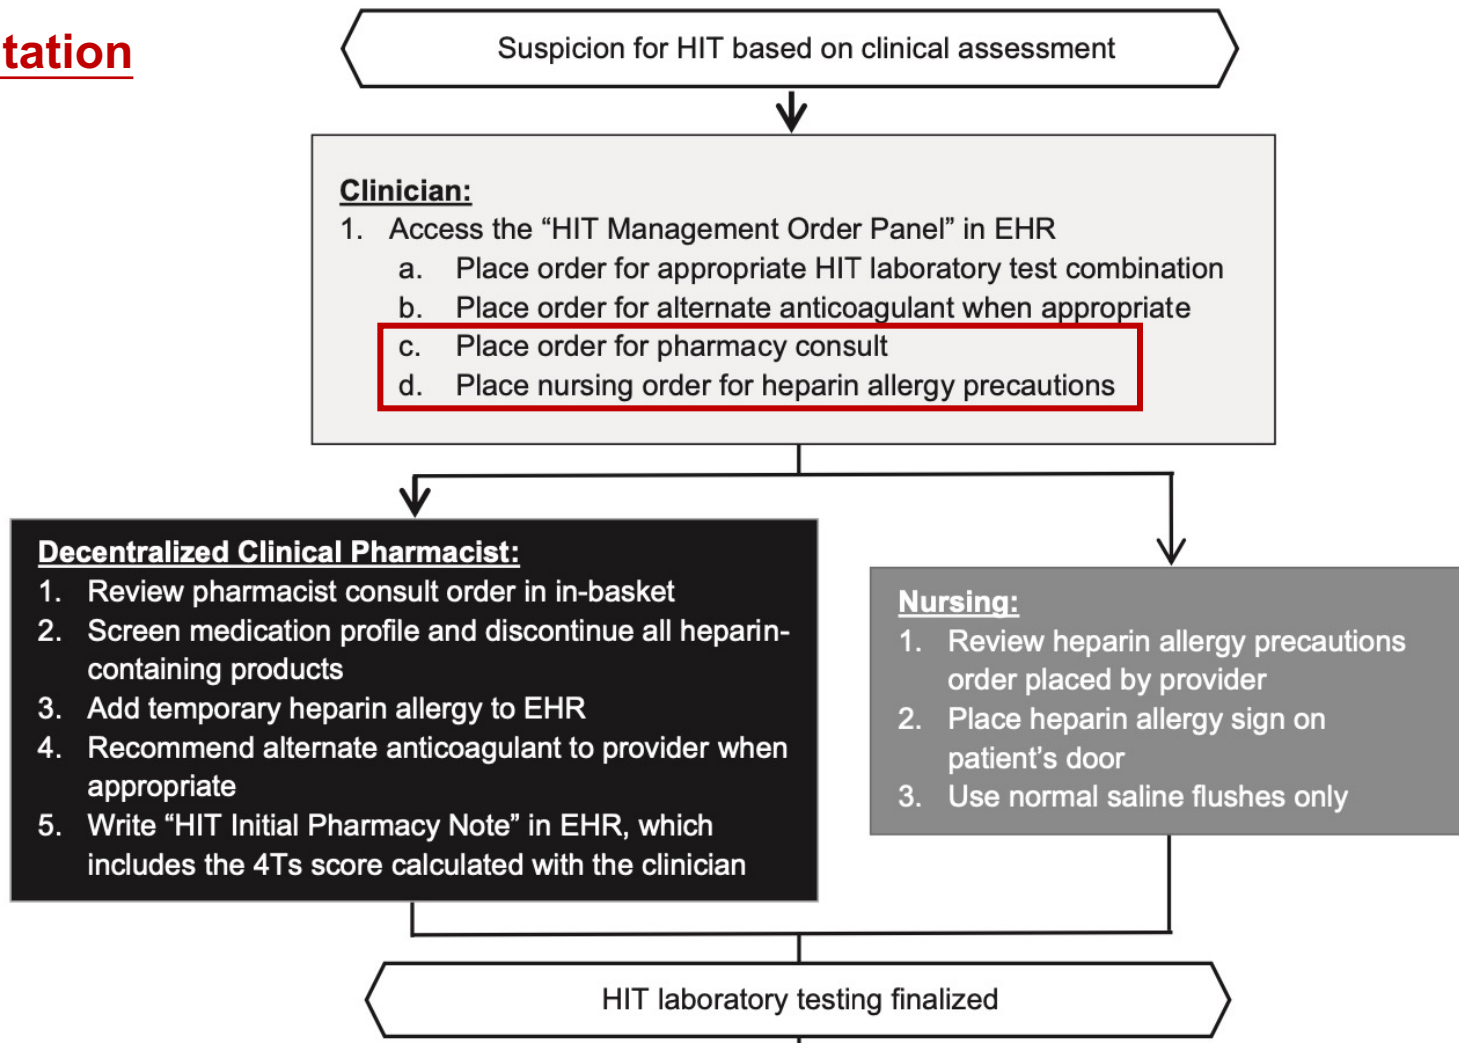 tation
Suspicion for HIT based on clinical assessment
Clinician:
1. Access the “HIT Management Order Panel” in EHR
a. Place order for appropriate HIT laboratory test combination
b. Place order for alternate anticoagulant when appropriate
c. Place order for pharmacy consult
d. Place nursing order for heparin allergy precautions
Decentralized Clinical Pharmacist:
1. Review pharmacist consult order in in-basket
2. Screen medication profile and discontinue all heparin-
containing products
3. Add temporary heparin allergy to EHR
4. Recommend alternate anticoagulant to provider when
appropriate
5. Write “HIT Initial Pharmacy Note” in EHR, which
includes the 4Ts score calculated with the clinician
Nursing:
1. Review heparin allergy precautions
order placed by provider
2. Place heparin allergy sign on
patient’s door
3. Use normal saline flushes only
HIT laboratory testing finalized